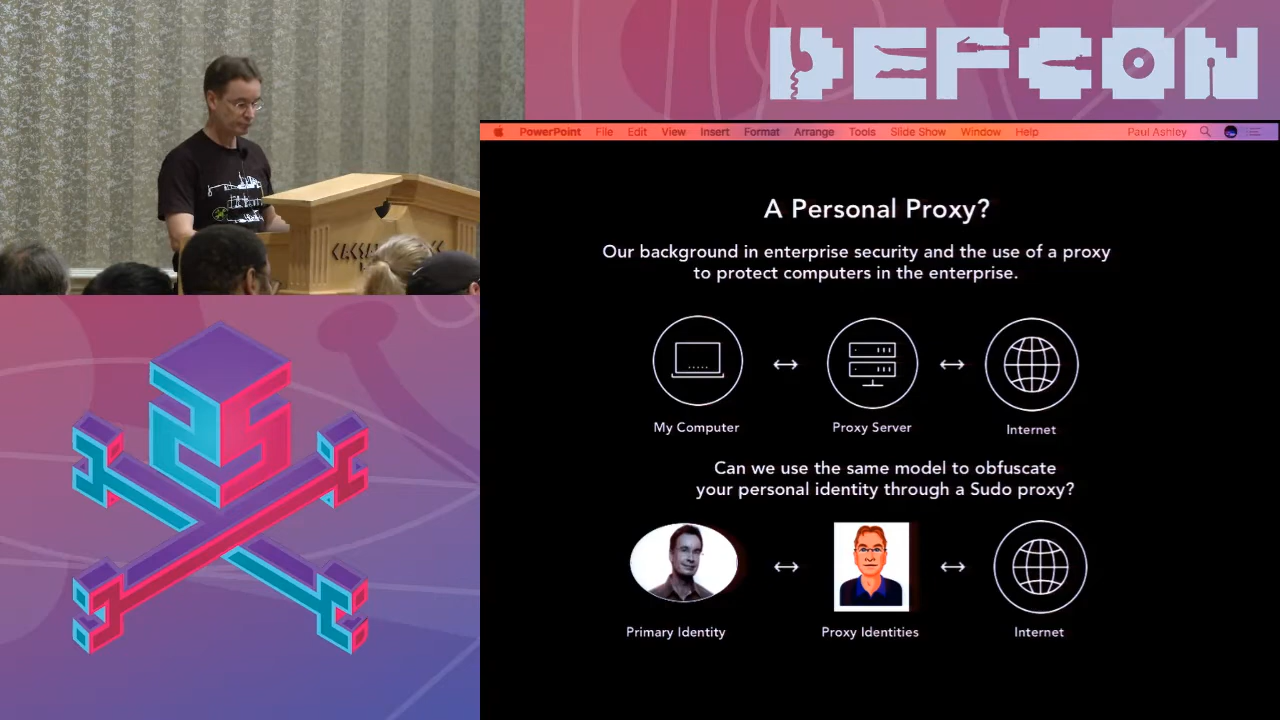 DEFCON
PowerPoint File Edit View Insert Format Arrange Tools Slide Show Window Help Paul Ashley
A Personal Proxy?
Our background in enterprise security and the use of a proxy
to protect computers in the enterprise.
My Computer
Proxy Server
Internet
Can we use the same model to obfuscate
your personal identity through a Sudo proxy?
Primary Identity
Proxy Identities
Internet
25